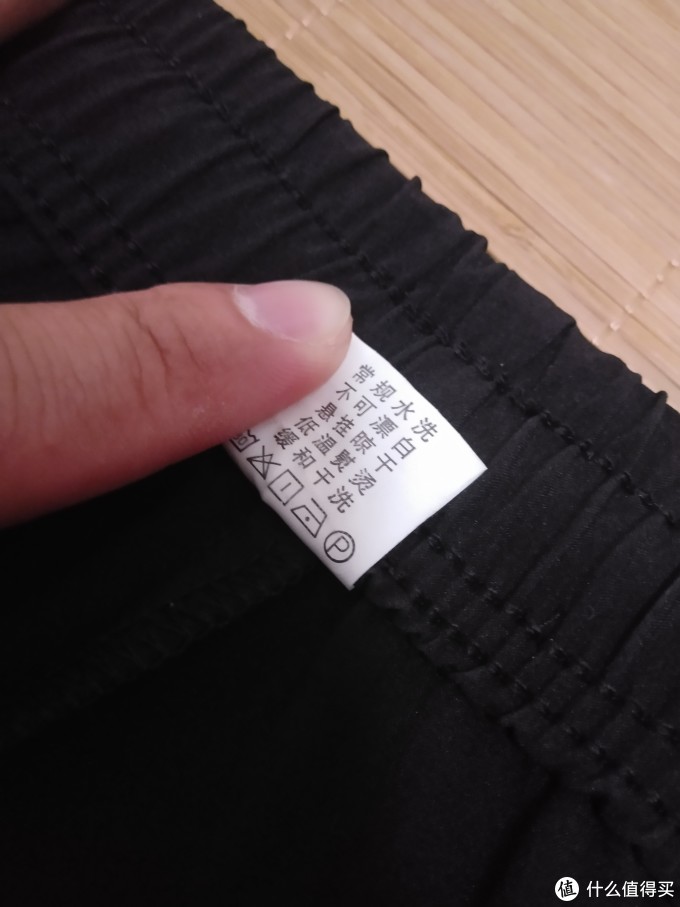 常规水洗
不可漂白
悬挂晾干
低温熨烫
缓和干洗
P
值 什么值得买